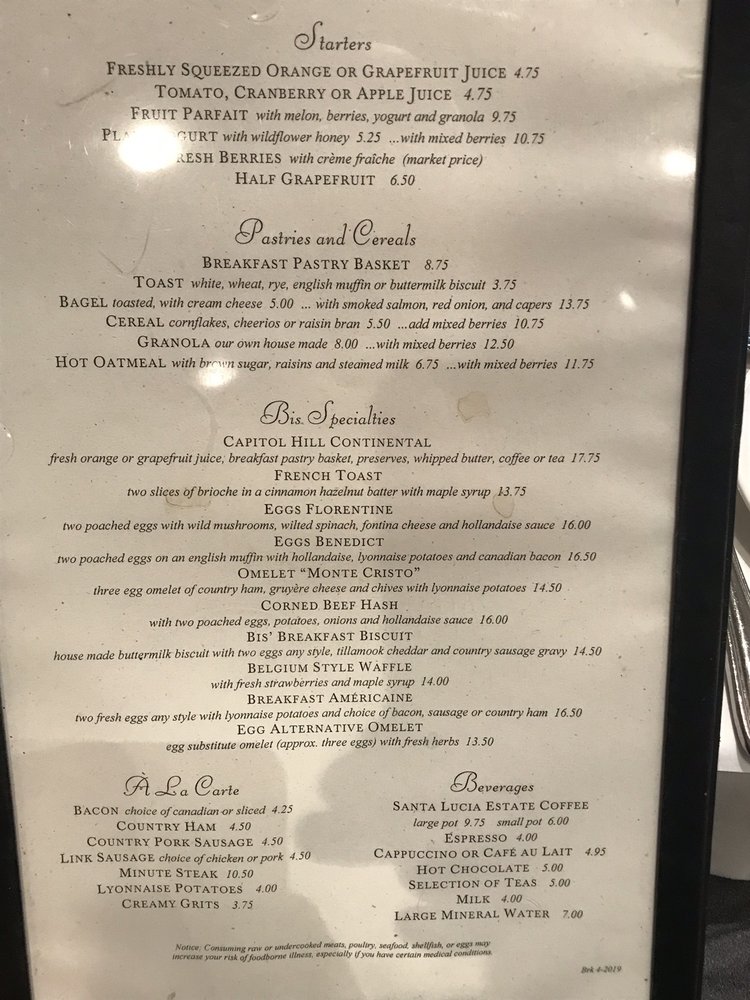 Starters
FRESHLY SQUEEZED ORANGE OR GRAPEFRUIT JUICE 4.75
TOMATO, CRANBERRY OR APPLE JUICE 4.75
FRUIT PARFAIT with melon, berries, yogurt and granola 9.75
with wildflower honey 5.25 ...with mixed berries 10.75
BERRIES with crème fraîche (market price)
HALF GRAPEFRUIT 6.50
Pastries and Cereals
BREAKFAST PASTRY BASKET 8.75
TOAST white, wheat, rye, english muffin or buttermilk biscuit 3.75
BAGEL toasted, with cream cheese 5.00 ... with smoked salmon, red onion, and capers 13.75
CEREAL cornflakes, cheerios or raisin bran 5.50 ...add mixed berries 10.75
GRANOLA our own house made 8.00 ...with mixed berries 12.50
HOT OATMEAL with brown sugar, raisins and steamed milk 6.75 ...with mixed berries 11.75
Bis Specialties
CAPITOL HILL CONTINENTAL
fresh orange or grapefruit juice, breakfast pastry basket, preserves, whipped butter, coffee or tea 17.75
FRENCH TOAST
two slices of brioche in a cinnamon hazelnut batter with maple syrup 13.75
EGGS FLORENTINE
two poached eggs with wild mushrooms, wilted spinach, fontina cheese and hollandaise sauce 16.00
EGGS BENEDICT
two poached eggs on an english muffin with hollandaise, lyonnaise potatoes and canadian bacon 16.50
OMELET "MONTE CRISTO"
three egg omelet of country ham, gruyère cheese and chives with lyonnaise potatoes 14.50
CORNED BEEF HASH
with two poached eggs, potatoes, onions and hollandaise sauce 16.00
BIS' BREAKFAST BISCUIT
house made buttermilk biscuit with two eggs any style, tillamook cheddar and country sausage gravy 14.50
BELGIUM STYLE WAFFLE
with fresh strawberries and maple syrup 14.00
BREAKFAST AMÉRICAINE
two fresh eggs any style with lyonnaise potatoes and choice of bacon, sausage or country ham 16.50
EGG ALTERNATIVE OMELET
egg substitute omelet (approx. three eggs) with fresh herbs 13.50
À La Carte
BACON choice of canadian or sliced 4.25
COUNTRY HAM 4.50
COUNTRY PORK SAUSAGE 4.50
LINK SAUSAGE choice of chicken or pork 4.50
MINUTE STEAK 10.50
LYONNAISE POTATOES 4.00
CREAMY GRITS 3.75
Beverages
SANTA LUCIA ESTATE COFFEE
large pot 9.75 small pot 6.00
ESPRESSO 4.00
CAPPUCCINO OR CAFÉ AU LAIT 4.95
HOT CHOCOLATE 5.00
SELECTION OF TEAS 5.00
MILK 4.00
LARGE MINERAL WATER 7.00
Notice: Consuming raw or undercooked meats, poultry, seafood, shellfish, or eggs may
increase your risk of foodborne illness, especially if you have certain medical conditions.
Brk 4-2019